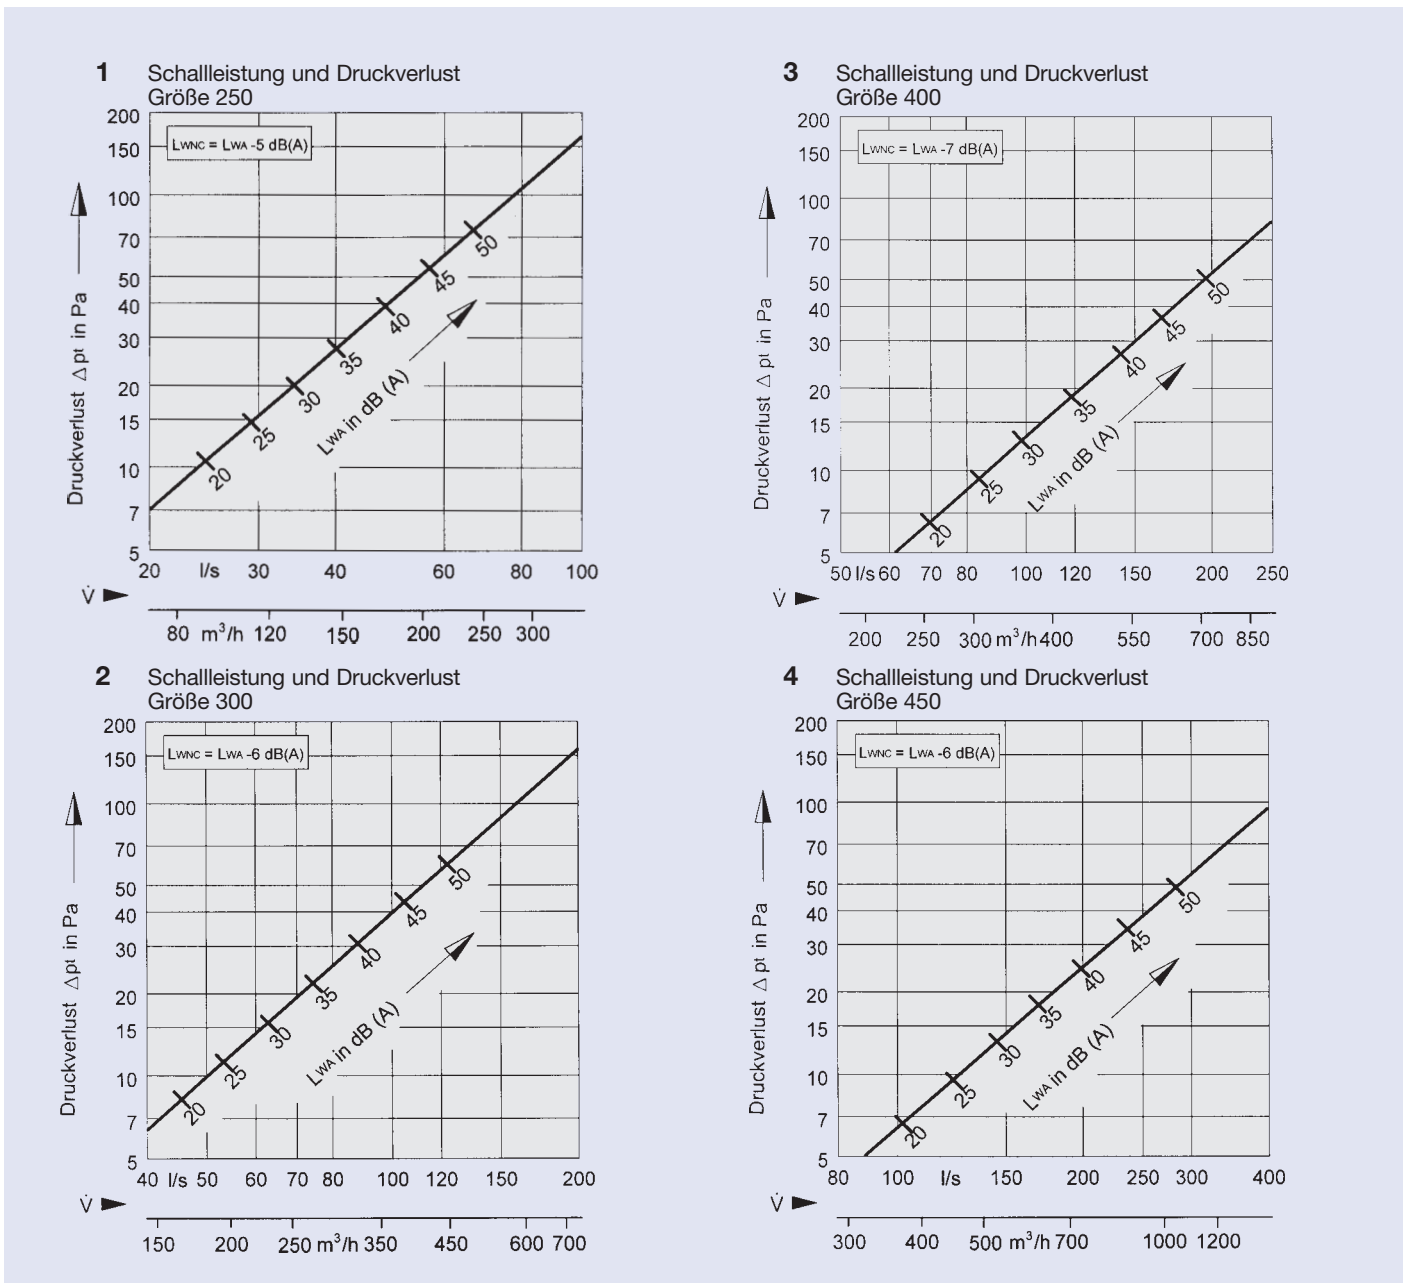 1 Schallleistung und Druckverlust
Größe 250
LWNC = LWA -5 dB(A)
Druckverlust △ pt in Pa
200
150
100
70
50
40
30
20
15
10
7
5
50
45
40
35
30
25
20
LWA in dB (A)
20 l/s 30 40 60 80 100
V̇
80 m³/h 120 150 200 250 300
2 Schallleistung und Druckverlust
Größe 300
LWNC = LWA -6 dB(A)
Druckverlust △pt in Pa
200
150
100
70
50
40
30
20
15
10
7
5
50
45
40
35
30
25
20
LWA in dB (A)
40 l/s 50 60 70 80 100 120 150 200
V̇
150 200 250 m³/h 350 450 600 700
3 Schallleistung und Druckverlust
Größe 400
LWNC = LWA -7 dB(A)
Druckverlust △ pt in Pa
200
150
100
70
50
40
30
20
15
10
7
5
50
45
40
35
30
25
20
LWA in dB (A)
50 l/s 60 70 80 100 120 150 200 250
V̇
200 250 300 m³/h 400 550 700 850
4 Schallleistung und Druckverlust
Größe 450
LWNC = LWA -6 dB(A)
Druckverlust △ pt in Pa
200
150
100
70
50
40
30
20
15
10
7
5
50
45
40
35
30
25
20
LWA in dB (A)
80 100 l/s 150 200 250 300 400
V̇
300 400 500 m³/h 700 1000 1200